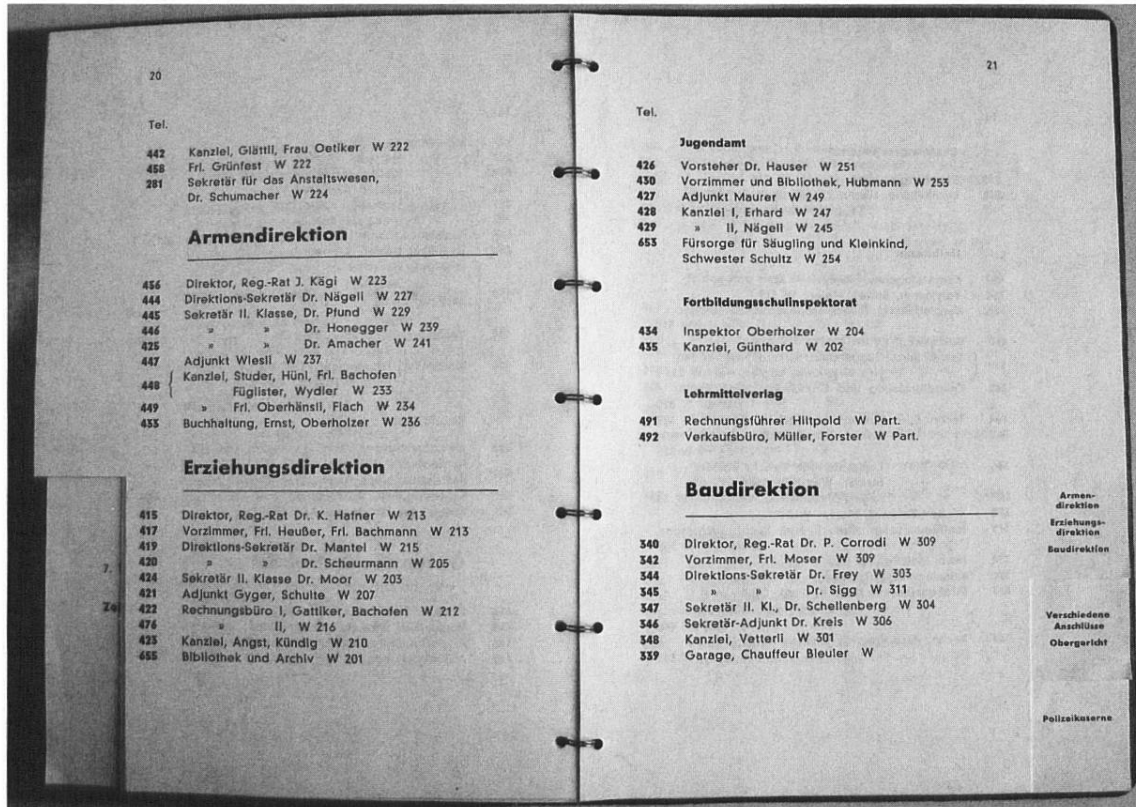 20
Tel.
442 Kanzlei, Glättli, Frau Oetiker W 222
458 Frl. Grünfest W 222
281 Sekretär für das Anstaltswesen,
Dr. Schumacher W 224
Armendirektion
456 Direktor, Reg.-Rat J. Kägi W 223
444 Direktions-Sekretär Dr. Nägeli W 227
445 Sekretär II. Klasse, Dr. Pfund W 229
446 » » Dr. Honegger W 239
425 » » Dr. Amacher W 241
447 Adjunkt Wiesli W 237
448 { Kanzlei, Studer, Hüni, Frl. Bachofen
Füglister, Wydler W 233
449 » Frl. Oberhänsli, Flach W 234
433 Buchhaltung, Ernst, Oberholzer W 236
Erziehungsdirektion
415 Direktor, Reg.-Rat Dr. K. Hafner W 213
417 Vorzimmer, Frl. Heußer, Frl. Bachmann W 213
419 Direktions-Sekretär Dr. Mantel W 215
420 » » Dr. Scheurmann W 205
424 Sekretär II. Klasse Dr. Moor W 203
421 Adjunkt Gyger, Schulte W 207
422 Rechnungsbüro I, Gattiker, Bachofen W 212
476 » II, W 216
423 Kanzlei, Angst, Kündig W 210
655 Bibliothek und Archiv W 201
7.
21
Tel.
Jugendamt
426 Vorsteher Dr. Hauser W 251
430 Vorzimmer und Bibliothek, Hubmann W 253
427 Adjunkt Maurer W 249
428 Kanzlei I, Erhard W 247
429 » II, Nägeli W 245
653 Fürsorge für Säugling und Kleinkind,
Schwester Schultz W 254
Fortbildungsschulinspektorat
434 Inspektor Oberholzer W 204
435 Kanzlei, Günthard W 202
Lehrmittelverlag
491 Rechnungsführer Hiltpold W Part.
492 Verkaufsbüro, Müller, Forster W Part.
Baudirektion
340 Direktor, Reg.-Rat Dr. P. Corrodi W 309
342 Vorzimmer, Frl. Moser W 309
344 Direktions-Sekretär Dr. Frey W 303
345 » » Dr. Sigg W 311
347 Sekretär II. Kl., Dr. Schellenberg W 304
346 Sekretär-Adjunkt Dr. Kreis W 306
348 Kanzlei, Vetterli W 301
339 Garage, Chauffeur Bleuler W
Armen-
direktion
Erziehungs-
direktion
Baudirektion
Verschiedene
Anschlüsse
Obergericht
Polizeikaserne